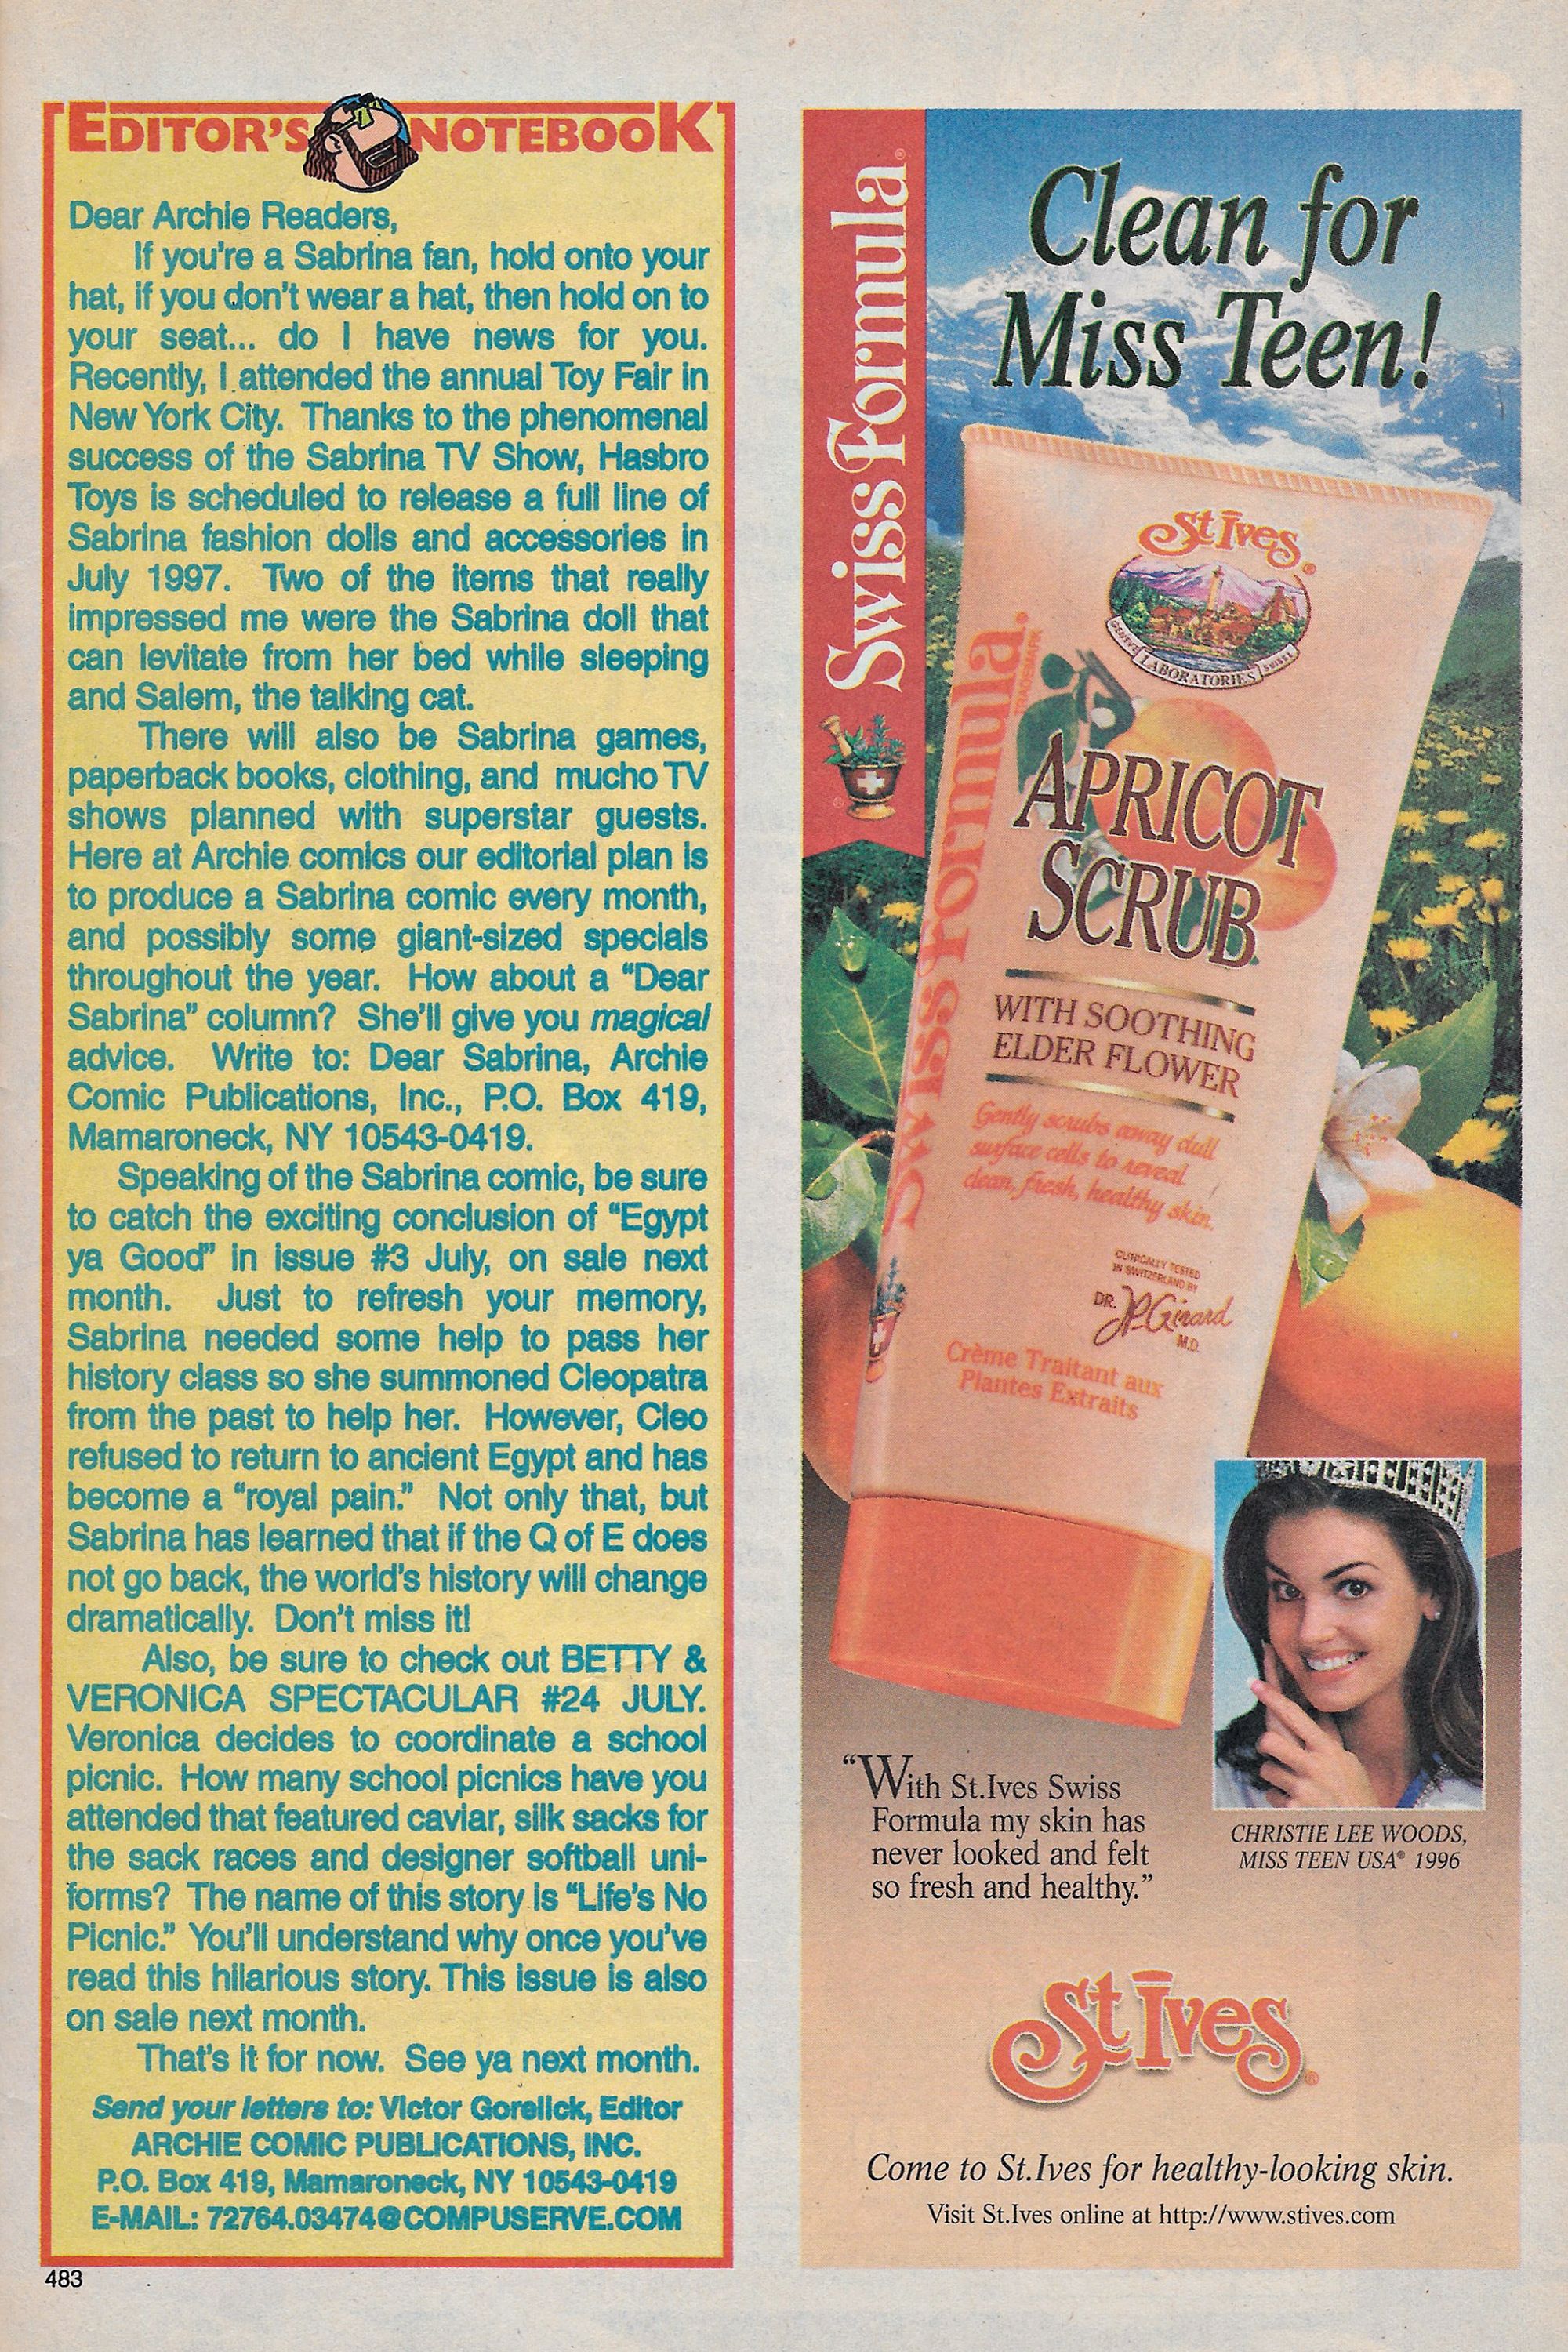 EDITOR'S NOTEBOOK
Dear Archie Readers,
If you're a Sabrina fan, hold onto your
hat, if you don't wear a hat, then hold on to
your seat... do I have news for you.
Recently, I attended the annual Toy Fair in
New York City. Thanks to the phenomenal
success of the Sabrina TV Show, Hasbro
Toys is scheduled to release a full line of
Sabrina fashion dolls and accessories in
July 1997. Two of the items that really
impressed me were the Sabrina doll that
can levitate from her bed while sleeping
and Salem, the talking cat.
There will also be Sabrina games,
paperback books, clothing, and mucho TV
shows planned with superstar guests.
Here at Archie comics our editorial plan is
to produce a Sabrina comic every month,
and possibly some giant-sized specials
throughout the year. How about a "Dear
Sabrina" column? She'll give you magical
advice. Write to: Dear Sabrina, Archie
Comic Publications, Inc., P.O. Box 419,
Mamaroneck, NY 10543-0419.
Speaking of the Sabrina comic, be sure
to catch the exciting conclusion of "Egypt
ya Good" in issue #3 July, on sale next
month. Just to refresh your memory,
Sabrina needed some help to pass her
history class so she summoned Cleopatra
from the past to help her. However, Cleo
refused to return to ancient Egypt and has
become a "royal pain." Not only that, but
Sabrina has learned that if the Q of E does
not go back, the world's history will change
dramatically. Don't miss it!
Also, be sure to check out BETTY &
VERONICA SPECTACULAR #24 JULY.
Veronica decides to coordinate a school
picnic. How many school picnics have you
attended that featured caviar, silk sacks for
the sack races and designer softball uni-
forms? The name of this story is "Life's No
Picnic." You'll understand why once you've
read this hilarious story. This issue is also
on sale next month.
That's it for now. See ya next month.
Send your letters to: Victor Gorelick, Editor
ARCHIE COMIC PUBLICATIONS, INC.
P.O. Box 419, Mamaroneck, NY 10543-0419
E-MAIL: 72764.03474@COMPUSERVE.COM
483
Swiss Formula®
Clean for
Miss Teen!
St Ives®
GENEVE LABORATORIES SUISSE
Swiss Formula®
TRADEMARK
APRICOT
SCRUB
WITH SOOTHING
ELDER FLOWER
Gently scrubs away dull
surface cells to reveal
clean, fresh, healthy skin.
CLINICALLY TESTED
IN SWITZERLAND BY
DR. J.P. Girard
M.D.
Crème Traitant aux
Plantes Extraits
"With St.Ives Swiss
Formula my skin has
never looked and felt
so fresh and healthy."
CHRISTIE LEE WOODS,
MISS TEEN USA® 1996
St Ives®
Come to St.Ives for healthy-looking skin.
Visit St.Ives online at http://www.stives.com